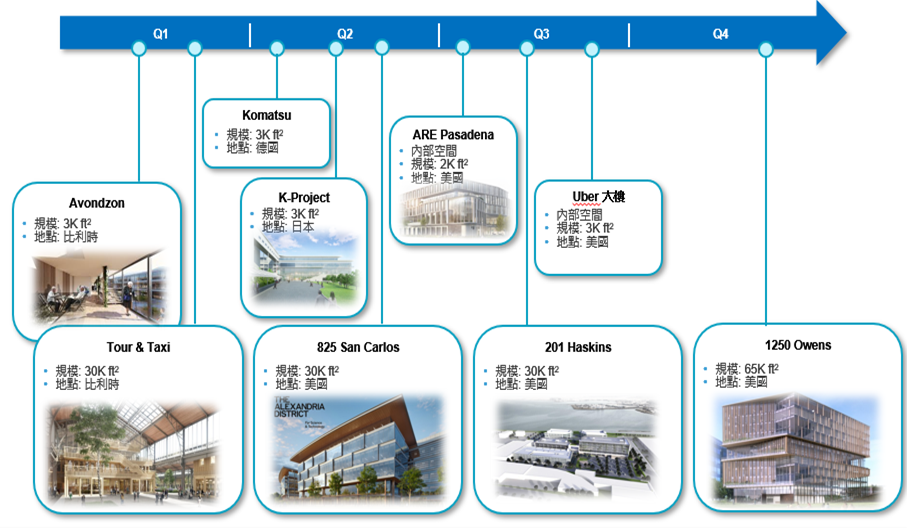 Q1
Q2
Q3
Q4
Komatsu
規模: 3K ft²
地點: 德國
ARE Pasadena
內部空間
規模: 2K ft²
地點: 美國
Avondzon
規模: 3K ft²
地點: 比利時
K-Project
規模: 3K ft²
地點: 日本
Uber 大樓
內部空間
規模: 3K ft²
地點: 美國
Tour & Taxi
規模: 30K ft²
地點: 比利時
825 San Carlos
規模: 30K ft²
地點: 美國
THE
ALEXANDRIA
DISTRICT
201 Haskins
規模: 30K ft²
地點: 美國
1250 Owens
規模: 65K ft²
地點: 美國